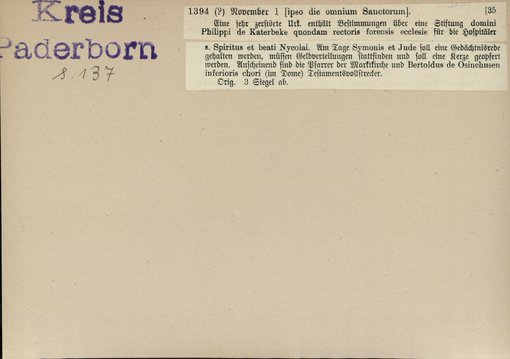 Kreis
Paderborn
s. 137
1394 (?) November 1 [ipso die omnium Sanctorum]. [35
Eine sehr zerstörte Urk. enthält Bestimmungen über eine Stiftung domini
Philippi de Katerbeke quondam rectoris forensis ecclesie für die Hospitäler
s. Spiritus et beati Nycolai. Am Tage Symonis et Jude soll eine Gedächtnisrede
gehalten werden, müssen Geldverteilungen stattfinden und soll eine Kerze geopfert
werden. Anscheinend sind die Pfarrer der Marktkirche und Bertoldus de Osinchusen
inferioris chori (im Dome) Testamentsvollstrecker.
Orig. 3 Siegel ab.